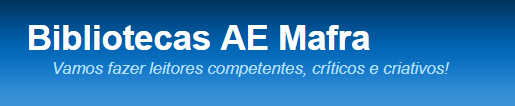 Bibliotecas AE Mafra
Vamos fazer leitores competentes, críticos e criativos!